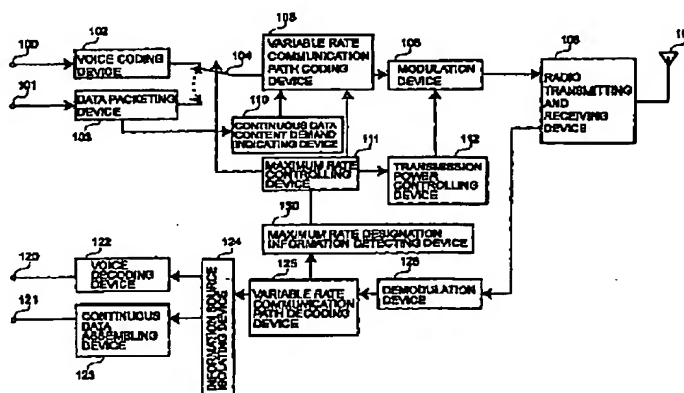 100
102
VOICE CODING
DEVICE
101
DATA PACKETING
DEVICE
103
104
105
VARIABLE RATE
COMMUNICATION
PATH CODING
DEVICE
106
MODULATION
DEVICE
108
RADIO
TRANSMITTING
AND
RECEIVING
DEVICE
110
CONTINUOUS DATA
CONTENT DEMAND
INDICATING DEVICE
111
MAXIMUM RATE
CONTROLLING
DEVICE
112
TRANSMISSION
POWER
CONTROLLING
DEVICE
130
MAXIMUM RATE DESIGNATION
INFORMATION DETECTING DEVICE
120
122
VOICE
DECODING
DEVICE
121
CONTINUOUS
DATA
ASSEMBLING
DEVICE
123
124
INFORMATION SOURCE
ISOLATING DEVICE
125
VARIABLE RATE
COMMUNICATION
PATH DECODING
DEVICE
126
DEMODULATION
DEVICE